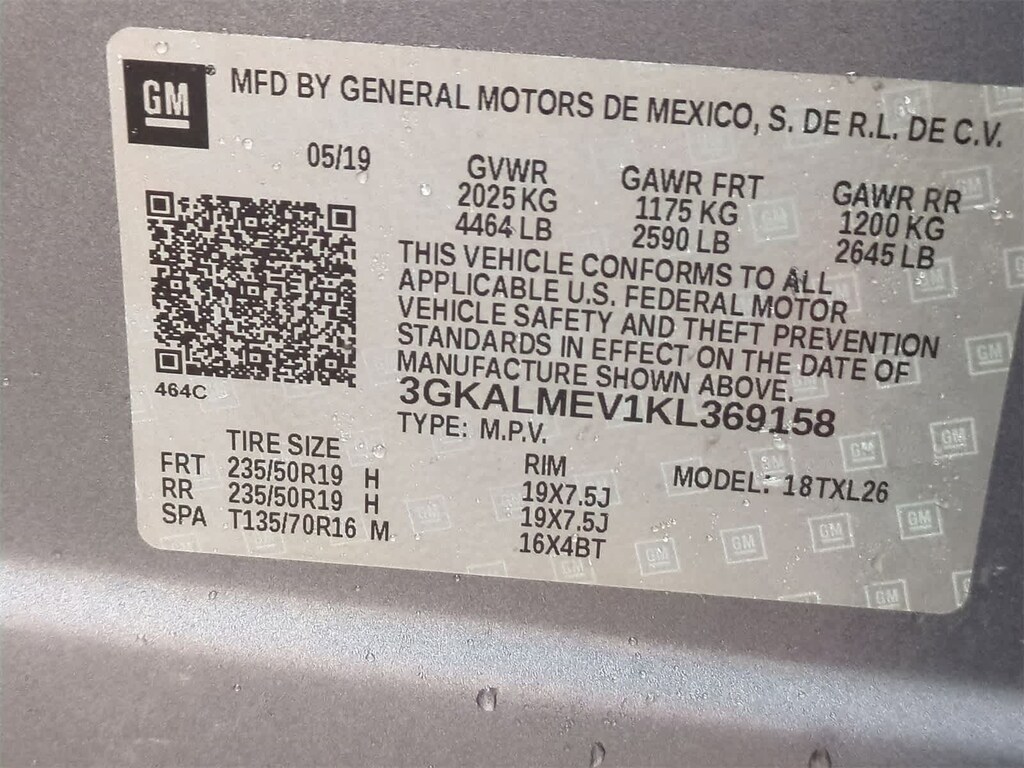 GM® MFD BY GENERAL MOTORS DE MEXICO, S. DE R.L. DE C.V.
05/19 GVWR GAWR FRT GAWR RR
2025 KG 1175 KG 1200 KG
4464 LB 2590 LB 2645 LB
THIS VEHICLE CONFORMS TO ALL
APPLICABLE U.S. FEDERAL MOTOR
VEHICLE SAFETY AND THEFT PREVENTION
STANDARDS IN EFFECT ON THE DATE OF
MANUFACTURE SHOWN ABOVE.
464C
3GKALMEV1KL369158
TYPE: M.P.V.
TIRE SIZE RIM MODEL: 18TXL26
FRT 235/50R19 H 19X7.5J
RR 235/50R19 H 19X7.5J
SPA T135/70R16 M 16X4BT